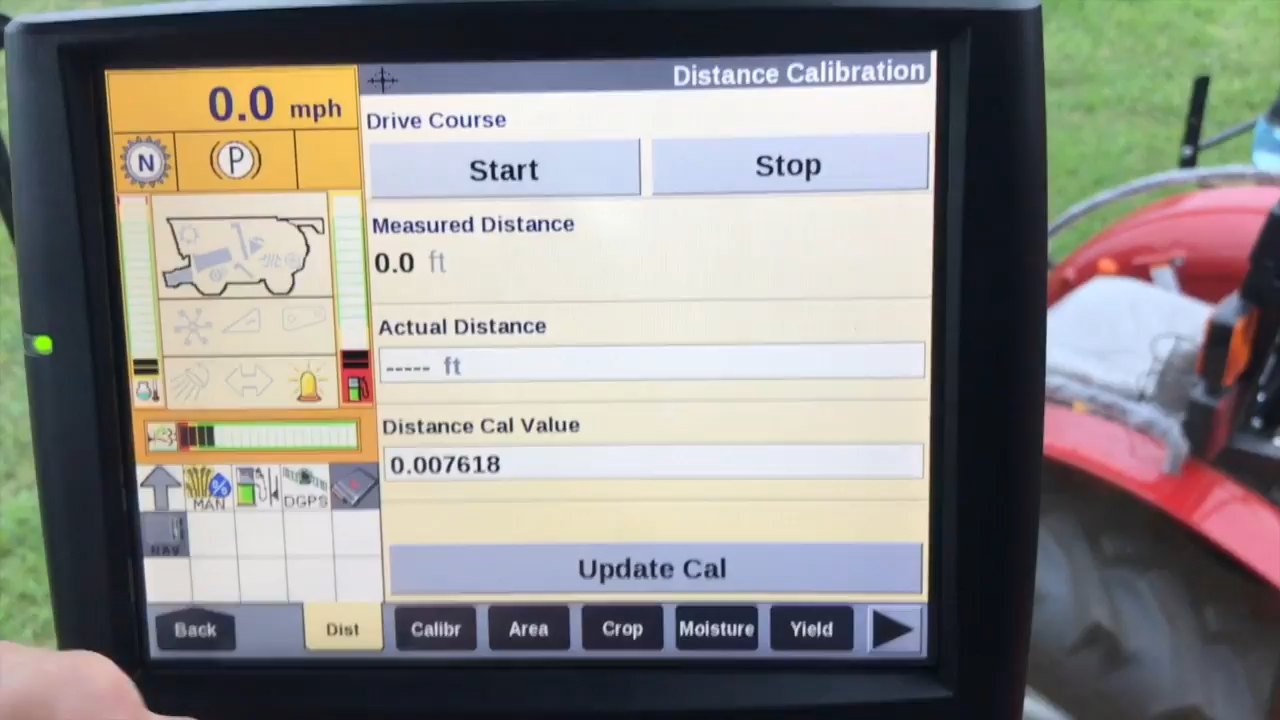 Distance Calibration
0.0 mph
N
P
Drive Course
Start
Stop
Measured Distance
0.0 ft
Actual Distance
----- ft
Distance Cal Value
0.007618
%
MAN
DGPS
NAV
Update Cal
Back
Dist
Calibr
Area
Crop
Moisture
Yield